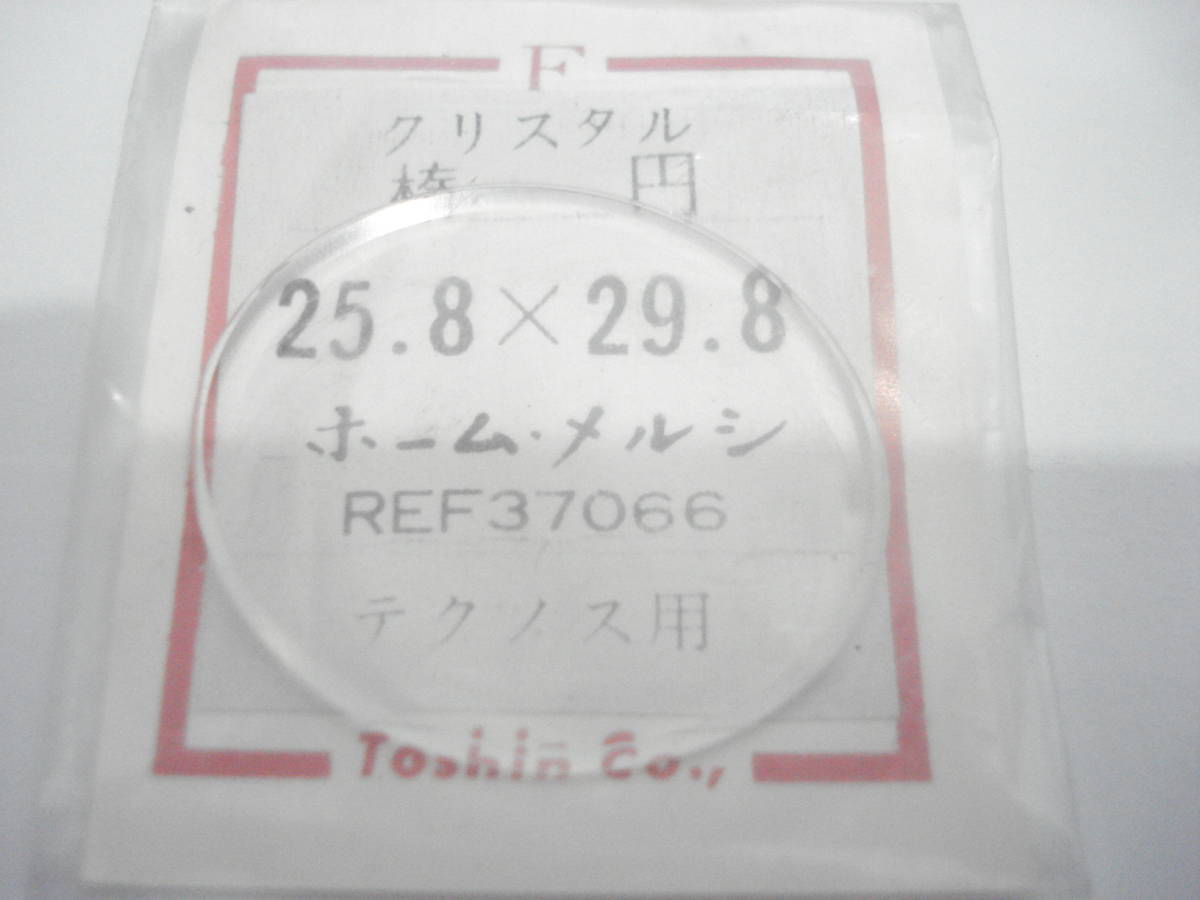 F
クリスタル
楕 円
25.8×29.8
ホーム・メルシ
REF37066
テクノス用
Toshin Co.,